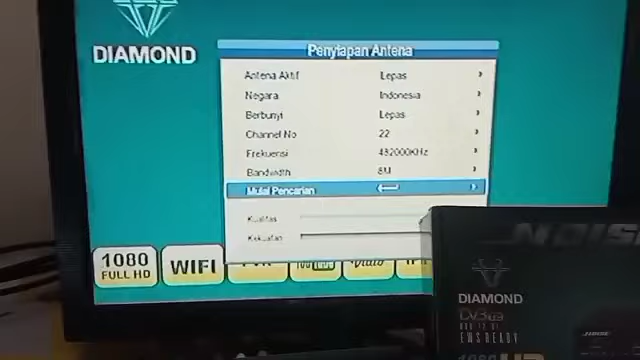 DIAMOND
Penyiapan Antena
Antena Aktif Lepas
Negara Indonesia
Berbunyi Lepas
Channel No 22
Frekuensi 482000KHz
Bandwidth 8M
Mulai Pencarian
Kualitas
Kekuatan
1080
FULL HD
WIFI
DIAMOND
EWS READY